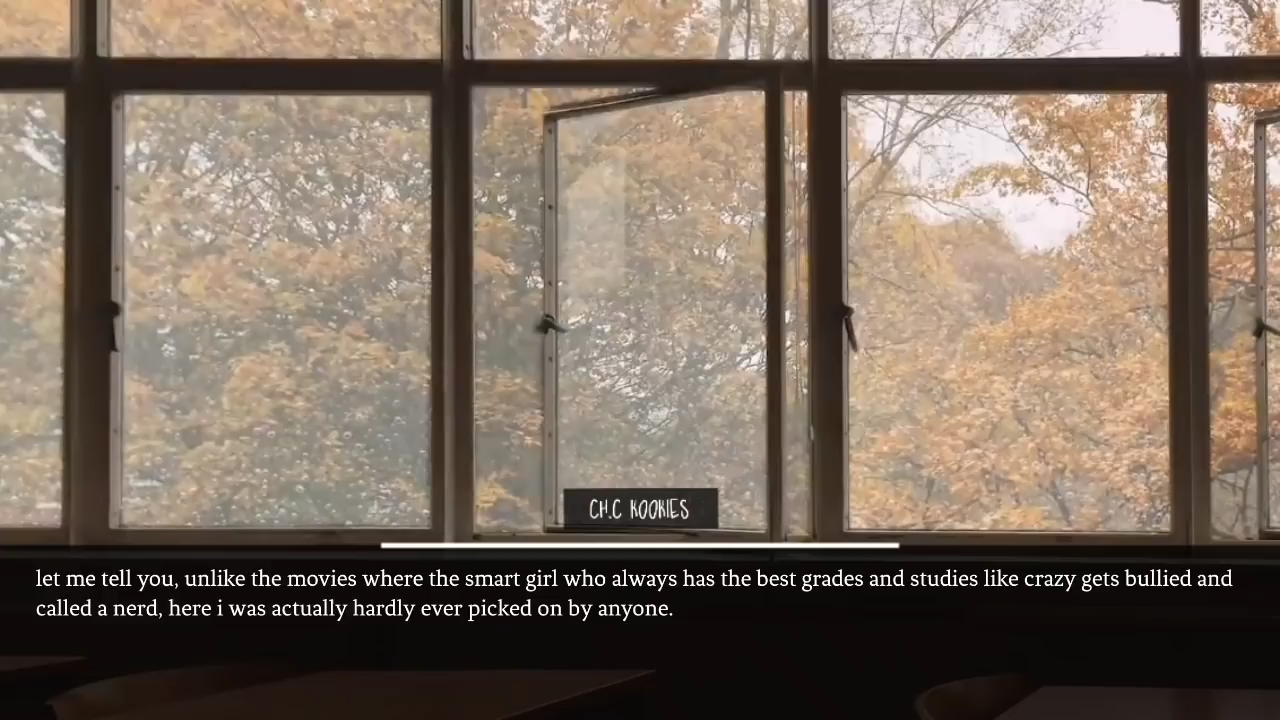 CH.C KOOKIES
let me tell you, unlike the movies where the smart girl who always has the best grades and studies like crazy gets bullied and
called a nerd, here i was actually hardly ever picked on by anyone.